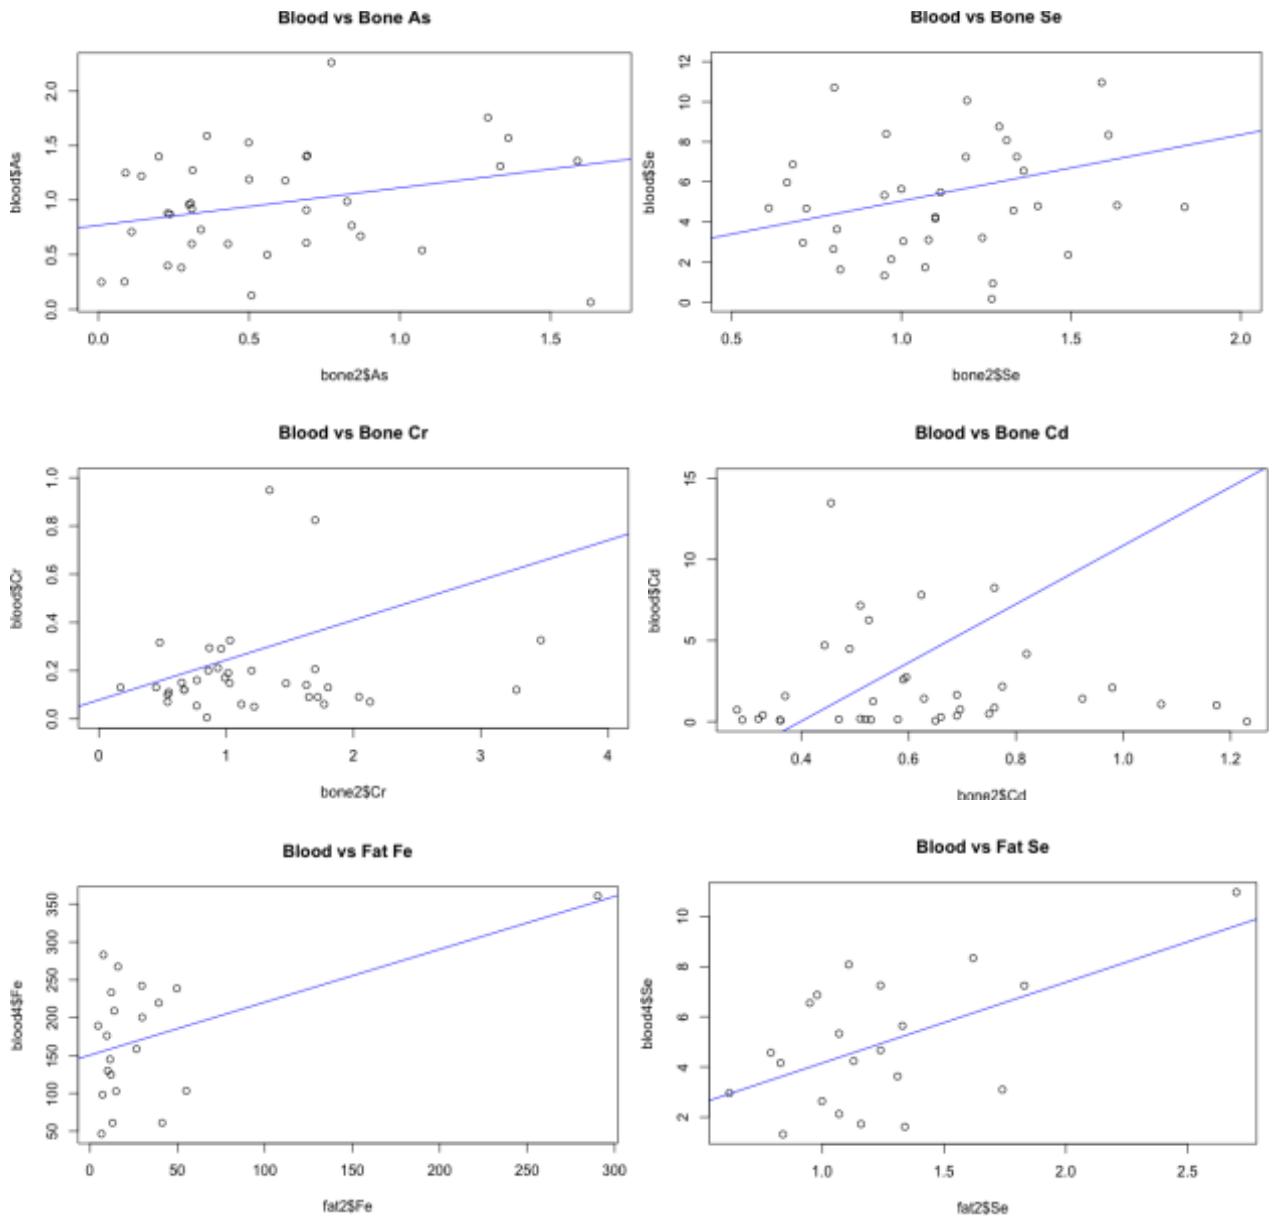 Blood vs Bone As
blood$As
2.0
1.5
1.0
0.5
0.0
0.0 0.5 1.0 1.5
bone2$As
Blood vs Bone Se
blood$Se
12
10
8
6
4
2
0
0.5 1.0 1.5 2.0
bone2$Se
Blood vs Bone Cr
blood$Cr
1.0
0.8
0.6
0.4
0.2
0.0
0 1 2 3 4
bone2$Cr
Blood vs Bone Cd
blood$Cd
15
10
5
0
0.4 0.6 0.8 1.0 1.2
bone2$Cd
Blood vs Fat Fe
blood4$Fe
350
300
250
200
150
100
50
0 50 100 150 200 250 300
fat2$Fe
Blood vs Fat Se
blood4$Se
10
8
6
4
2
1.0 1.5 2.0 2.5
fat2$Se